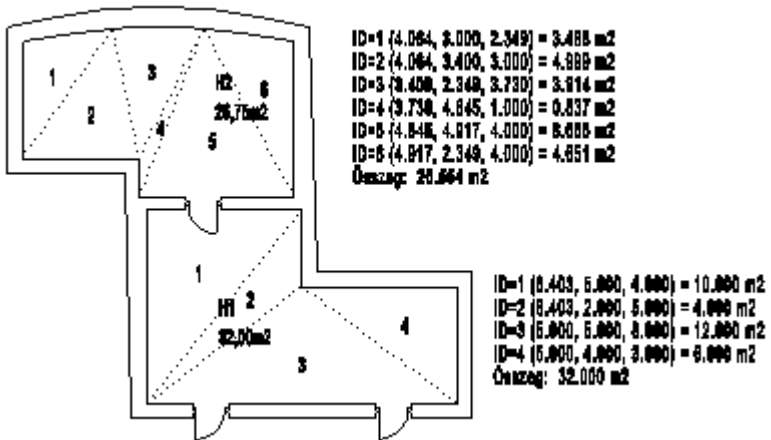 1
2
3
4
5
6
H2
26,75m2
ID=1 (4.064, 3.000, 2.349) = 3.488 m2
ID=2 (4.064, 3.400, 3.000) = 4.999 m2
ID=3 (3.400, 2.349, 3.730) = 3.914 m2
ID=4 (3.730, 4.645, 1.000) = 0.837 m2
ID=5 (4.645, 4.917, 4.000) = 8.666 m2
ID=6 (4.917, 2.349, 4.000) = 4.651 m2
Összeg: 26.554 m2
1
2
H1
32,00m2
3
4
ID=1 (6.403, 5.000, 4.000) = 10.000 m2
ID=2 (6.403, 2.000, 5.000) = 4.000 m2
ID=3 (5.000, 5.000, 8.000) = 12.000 m2
ID=4 (5.000, 4.000, 3.000) = 6.000 m2
Összeg: 32.000 m2